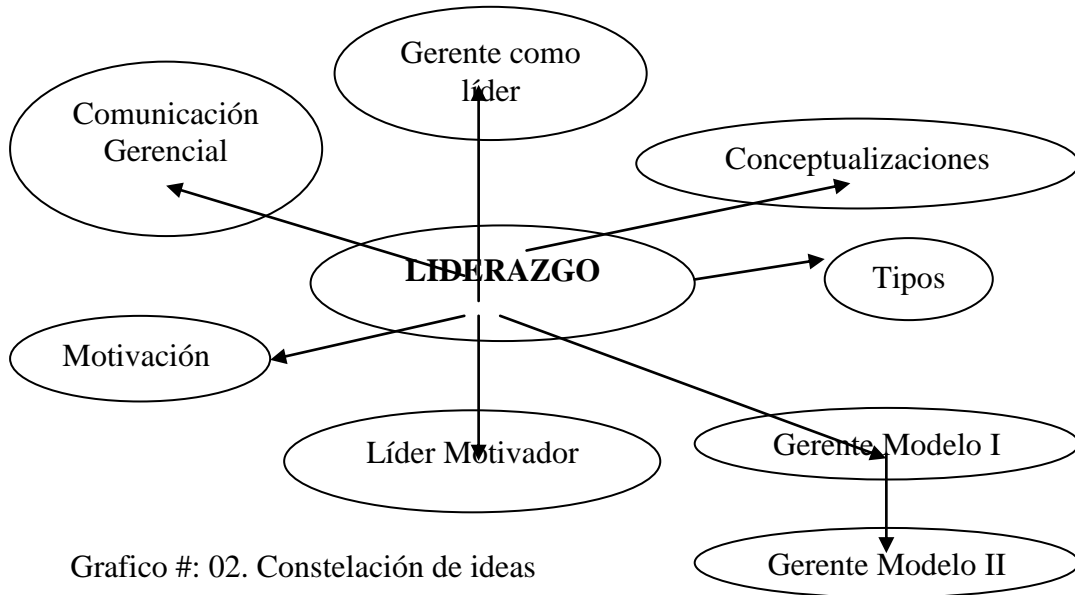 Gerente como
líder
Comunicación
Gerencial
Conceptualizaciones
LIDERAZGO
Tipos
Motivación
Líder Motivador
Gerente Modelo I
Grafico #: 02. Constelación de ideas
Gerente Modelo II